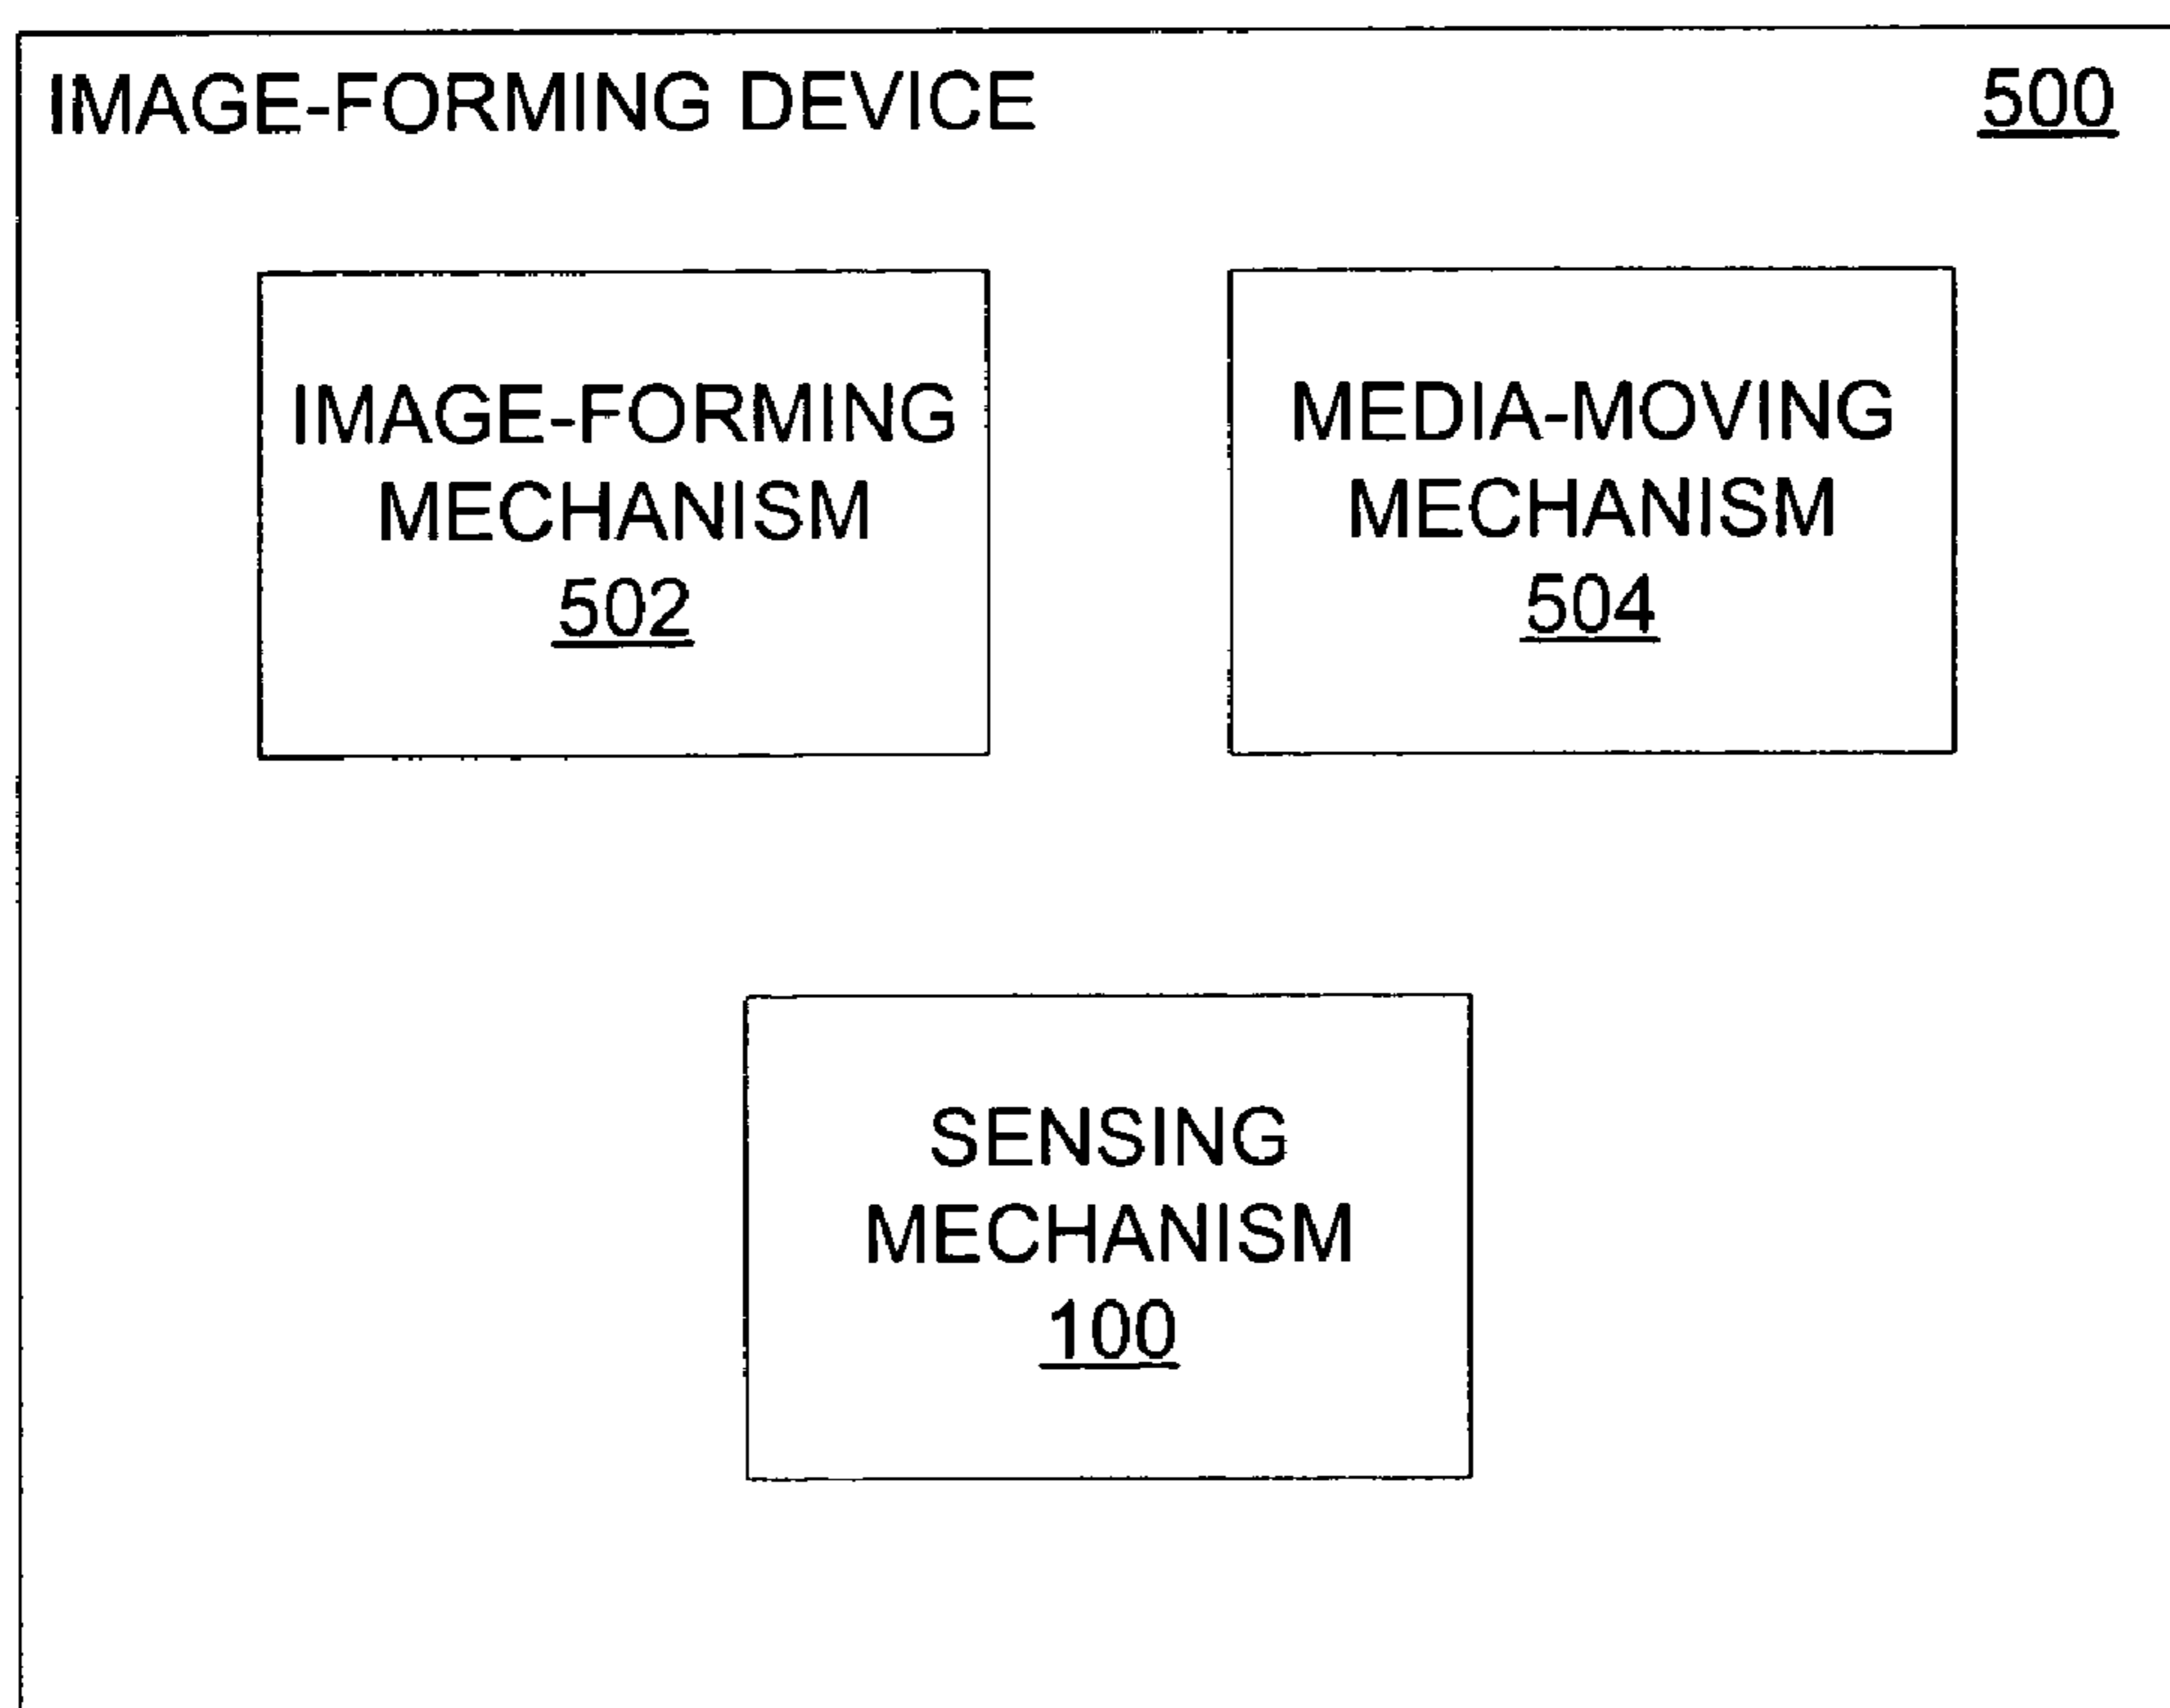 IMAGE-FORMING DEVICE 500
IMAGE-FORMING
MECHANISM
502
MEDIA-MOVING
MECHANISM
504
SENSING
MECHANISM
100